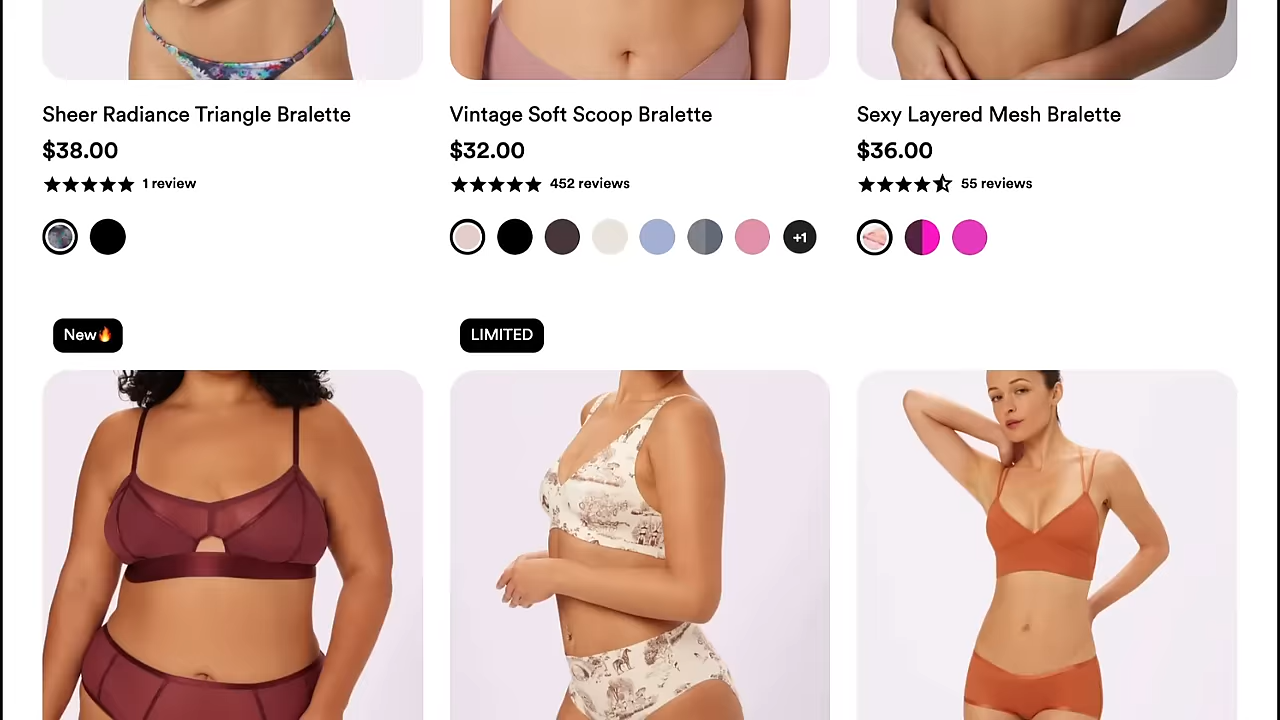 Sheer Radiance Triangle Bralette
$38.00
1 review
Vintage Soft Scoop Bralette
$32.00
452 reviews
+1
Sexy Layered Mesh Bralette
$36.00
55 reviews
New🔥
LIMITED